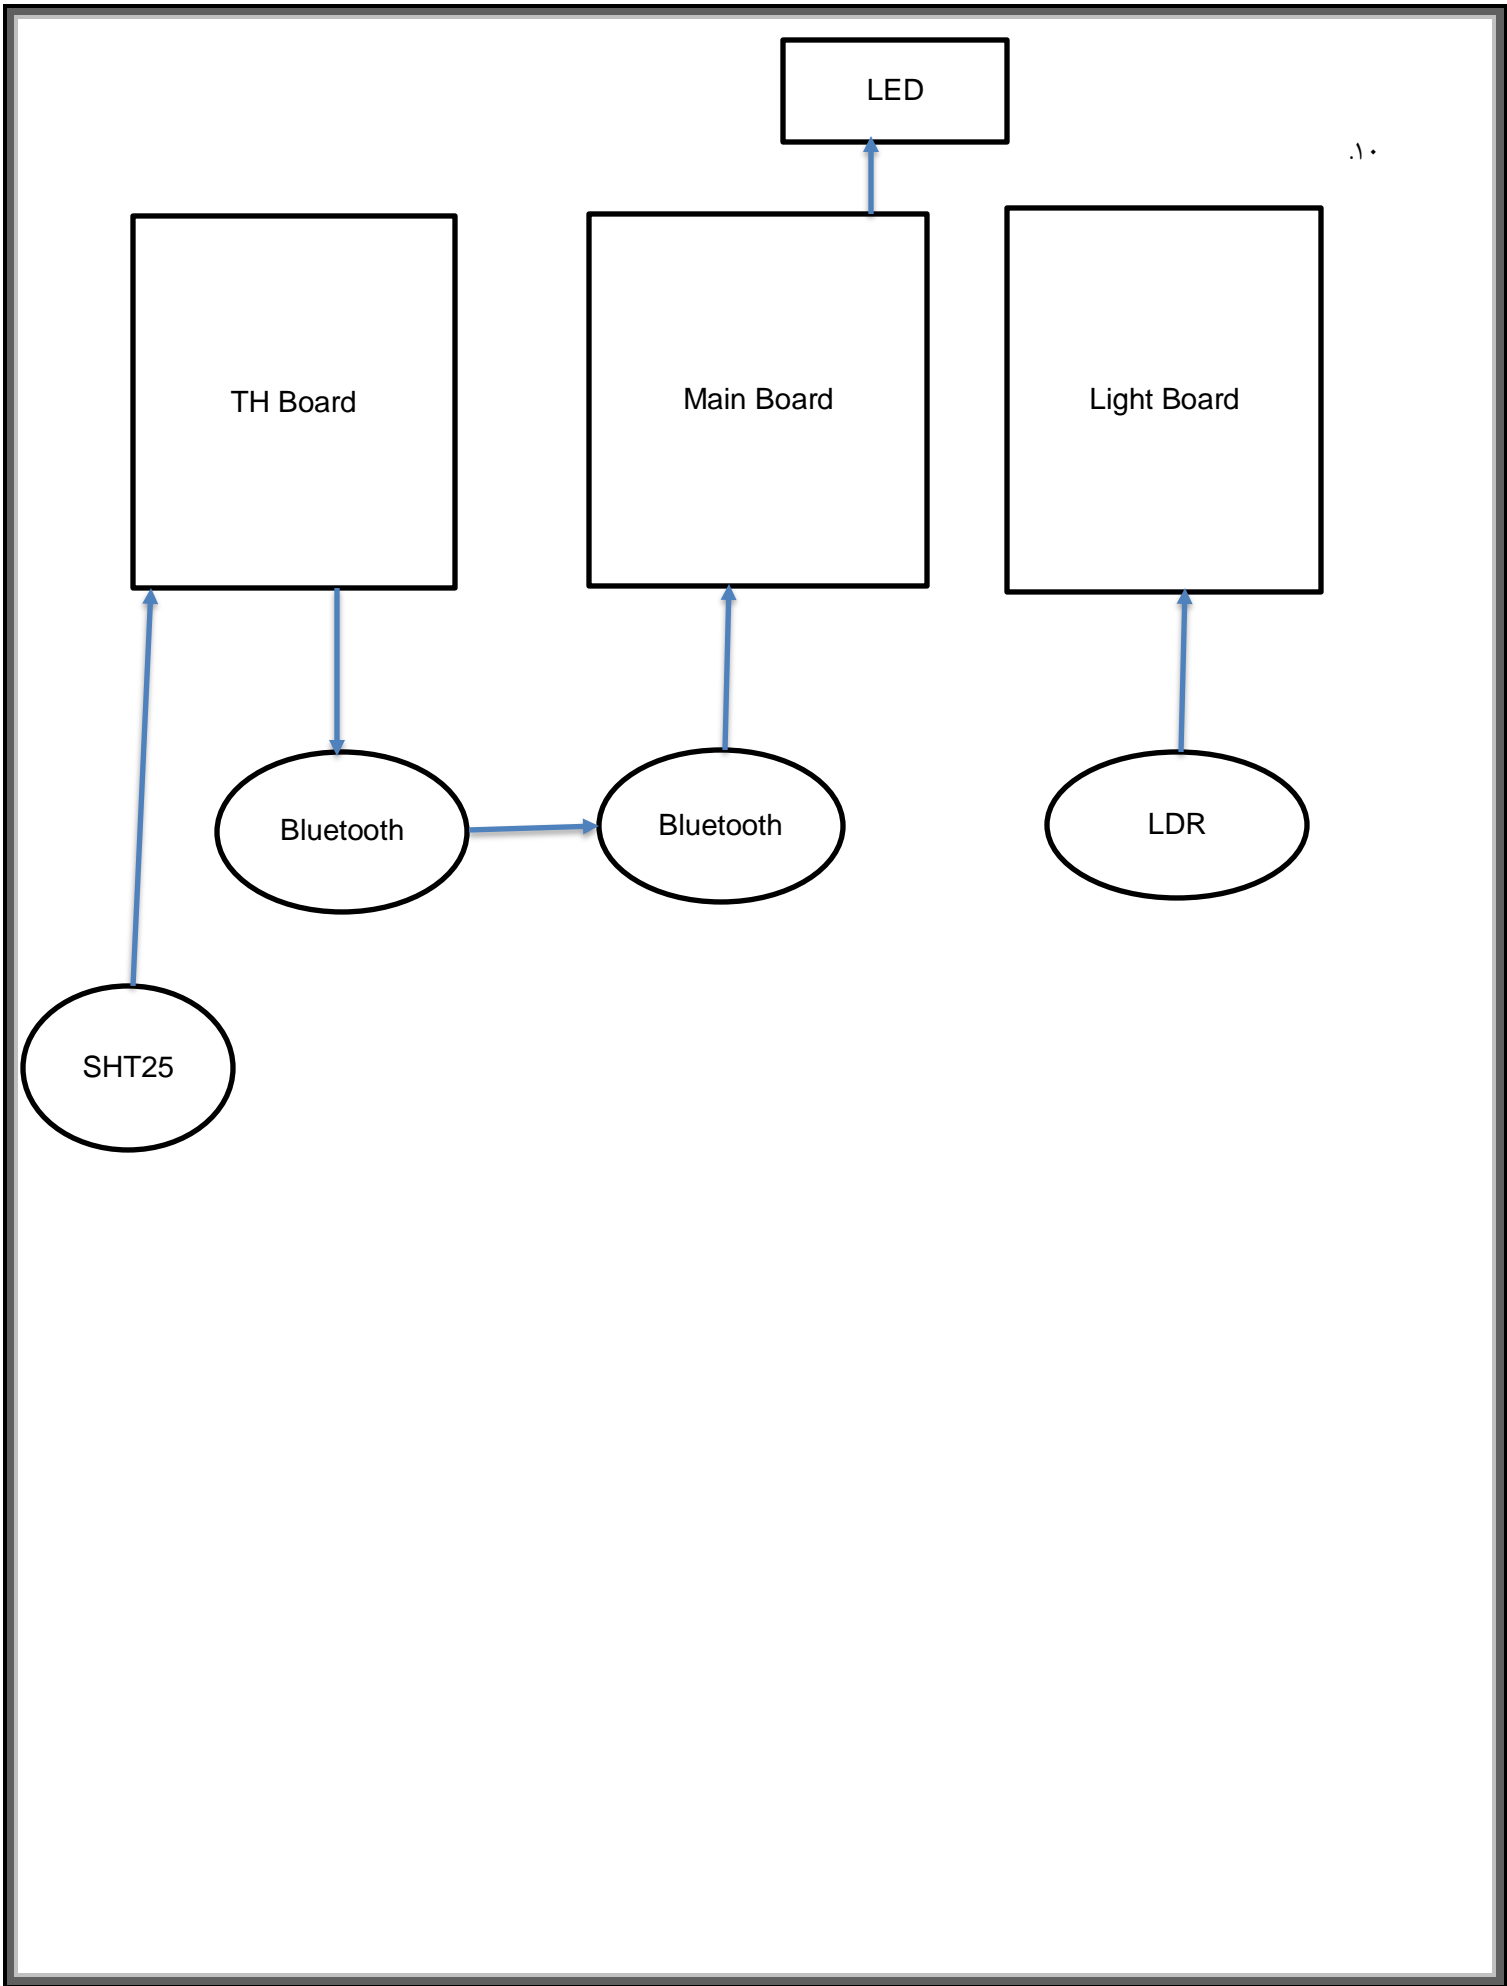 LED
.۱۰
TH Board
Main Board
Light Board
Bluetooth
Bluetooth
LDR
SHT25